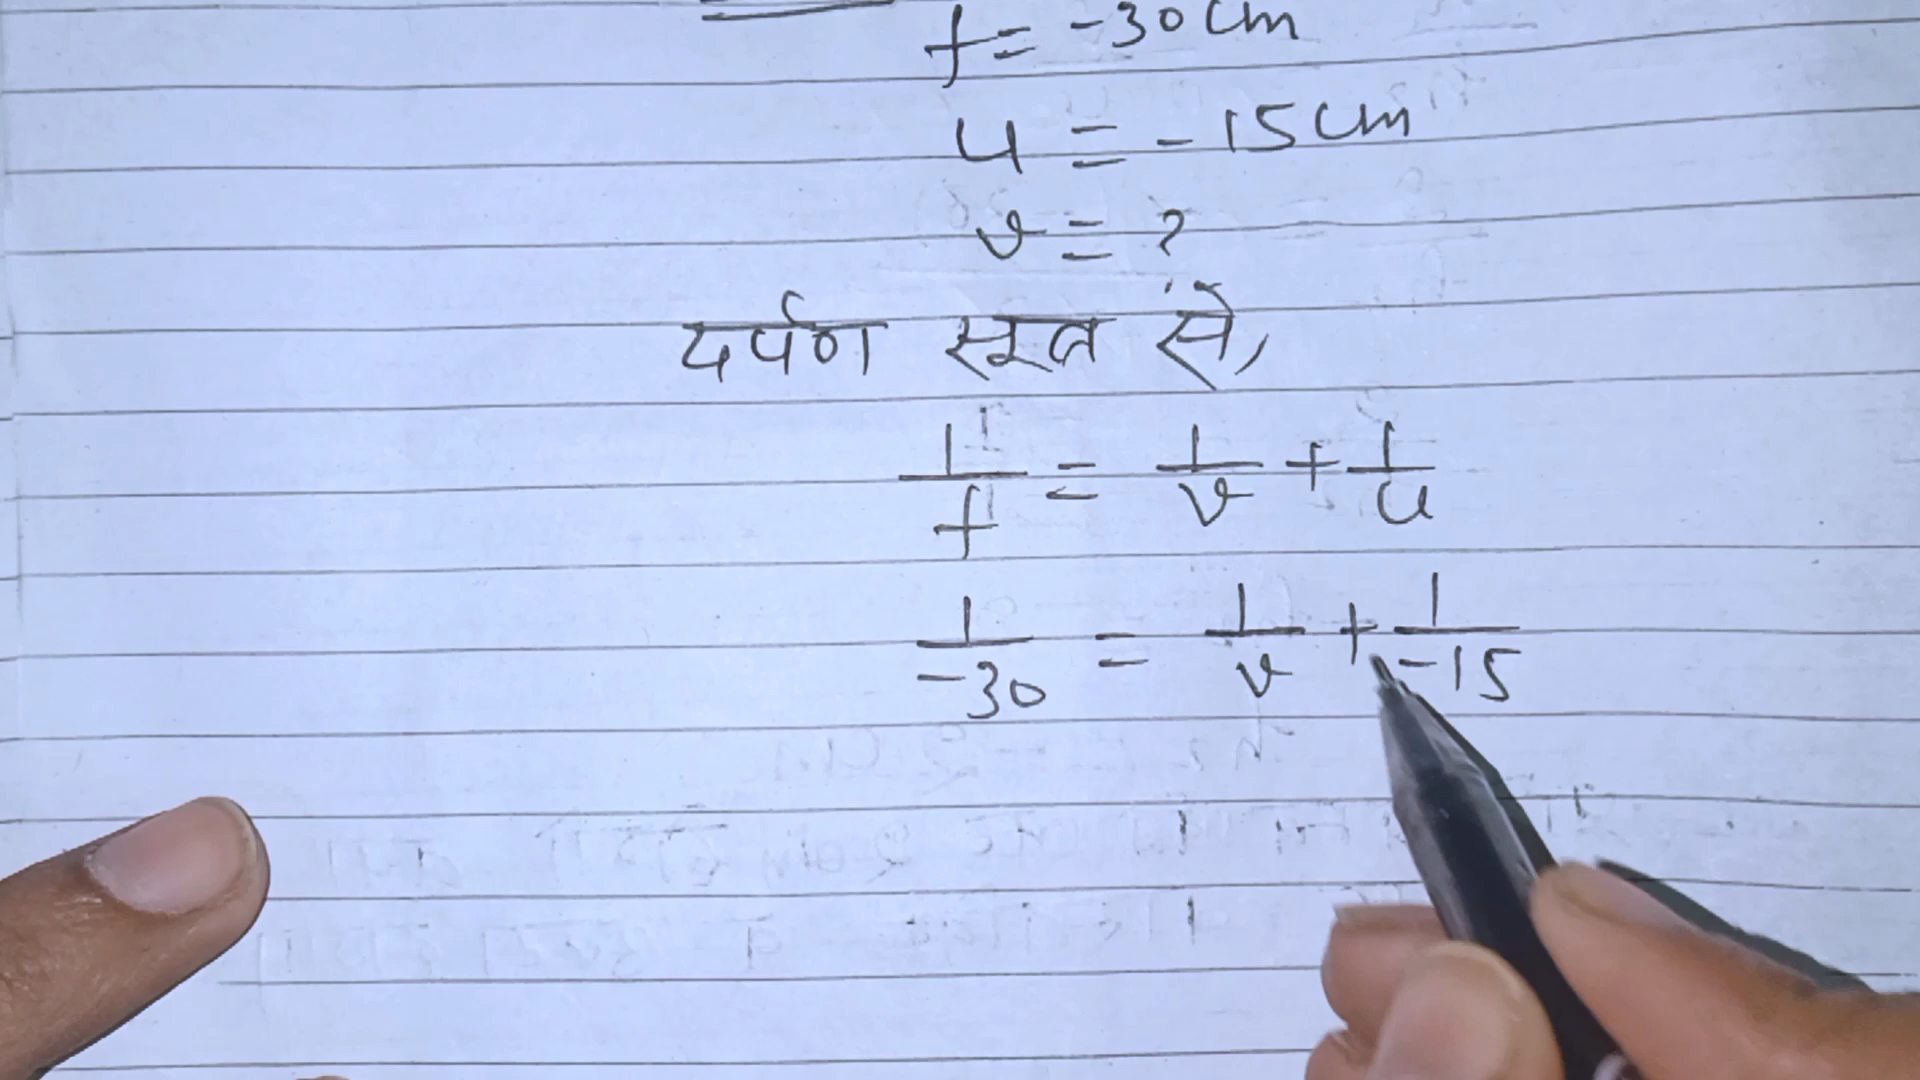 f = -30 cm
u = -15 cm
v = ?
दर्पण सूत्र से,
1/f = 1/v + 1/u
1/-30 = 1/v + 1/-15